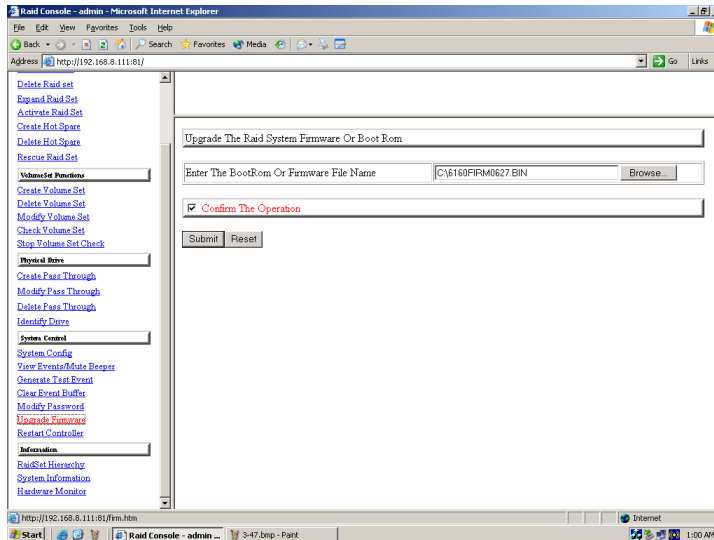 Raid Console - admin - Microsoft Internet Explorer
File Edit View Favorites Tools Help
Back Search Favorites Media
Address http://192.168.8.111:81/ Go Links
Delete Raid set
Expand Raid Set
Activate Raid Set
Create Hot Spare
Delete Hot Spare
Rescue Raid Set
VolumeSet Functions
Create Volume Set
Delete Volume Set
Modify Volume Set
Check Volume Set
Stop Volume Set Check
Physical Drive
Create Pass Through
Modify Pass Through
Delete Pass Through
Identify Drive
System Control
System Config
View Events/Mute Beeper
Generate Test Event
Clear Event Buffer
Modify Password
Upgrade Firmware
Restart Controller
Information
RaidSet Hierarchy
System Information
Hardware Monitor
Upgrade The Raid System Firmware Or Boot Rom
Enter The BootRom Or Firmware File Name C:\6160FIRM0627.BIN Browse...
Confirm The Operation
Submit Reset
http://192.168.8.111:81/firm.htm Internet
Start Raid Console - admin ... 3-47.bmp - Paint 1:00 AM